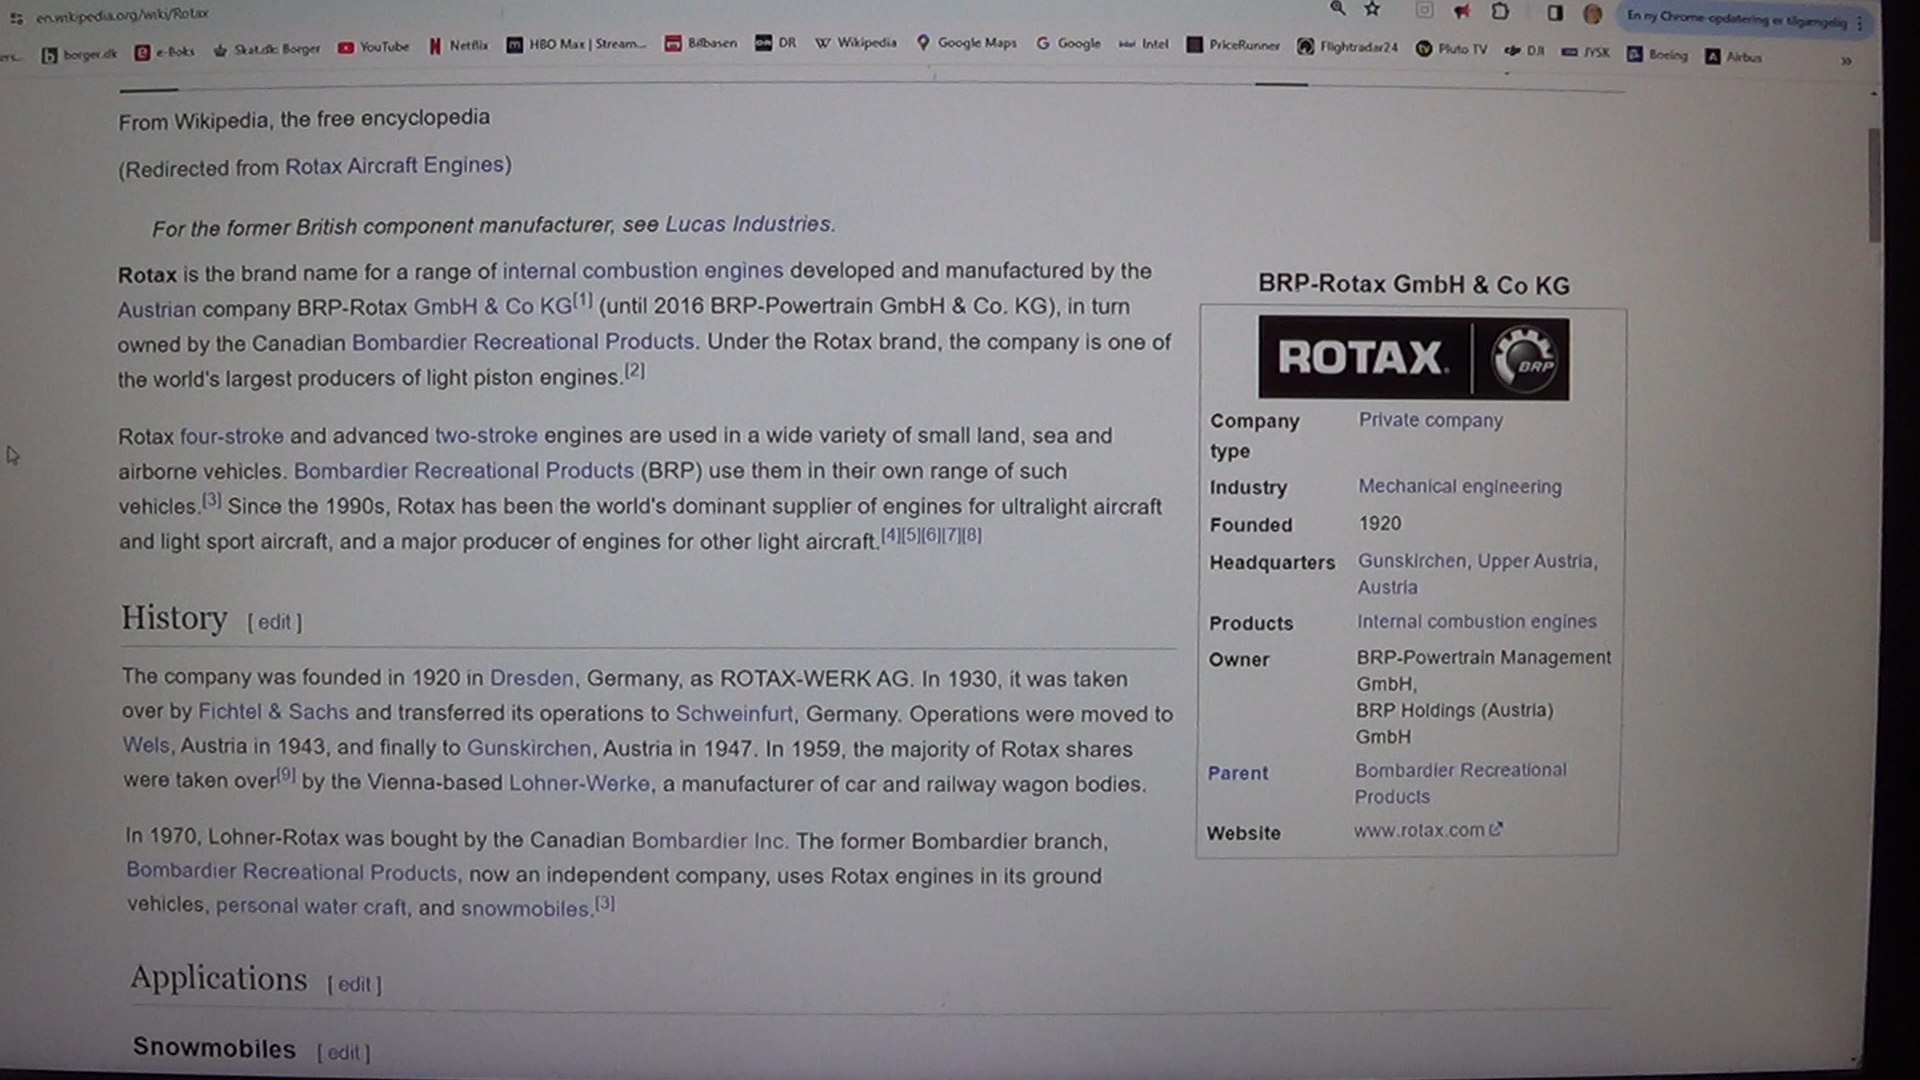 en.wikipedia.org/wiki/Rotax
En ny Chrome-opdatering er tilgængelig
borger.dk e-Boks Skat.dk: Borger YouTube Netflix HBO Max | Stream... Bilbasen DR Wikipedia Google Maps Google Intel PriceRunner Flightradar24 Pluto TV DJI JYSK Boeing Airbus »
From Wikipedia, the free encyclopedia
(Redirected from Rotax Aircraft Engines)
For the former British component manufacturer, see Lucas Industries.
Rotax is the brand name for a range of internal combustion engines developed and manufactured by the
Austrian company BRP-Rotax GmbH & Co KG[1] (until 2016 BRP-Powertrain GmbH & Co. KG), in turn
owned by the Canadian Bombardier Recreational Products. Under the Rotax brand, the company is one of
the world's largest producers of light piston engines.[2]
Rotax four-stroke and advanced two-stroke engines are used in a wide variety of small land, sea and
airborne vehicles. Bombardier Recreational Products (BRP) use them in their own range of such
vehicles.[3] Since the 1990s, Rotax has been the world's dominant supplier of engines for ultralight aircraft
and light sport aircraft, and a major producer of engines for other light aircraft.[4][5][6][7][8]
History [ edit ]
The company was founded in 1920 in Dresden, Germany, as ROTAX-WERK AG. In 1930, it was taken
over by Fichtel & Sachs and transferred its operations to Schweinfurt, Germany. Operations were moved to
Wels, Austria in 1943, and finally to Gunskirchen, Austria in 1947. In 1959, the majority of Rotax shares
were taken over[9] by the Vienna-based Lohner-Werke, a manufacturer of car and railway wagon bodies.
In 1970, Lohner-Rotax was bought by the Canadian Bombardier Inc. The former Bombardier branch,
Bombardier Recreational Products, now an independent company, uses Rotax engines in its ground
vehicles, personal water craft, and snowmobiles.[3]
Applications [ edit ]
Snowmobiles [ edit ]
BRP-Rotax GmbH & Co KG
ROTAX. BRP
Company type Private company
Industry Mechanical engineering
Founded 1920
Headquarters Gunskirchen, Upper Austria,
Austria
Products Internal combustion engines
Owner BRP-Powertrain Management
GmbH,
BRP Holdings (Austria)
GmbH
Parent Bombardier Recreational
Products
Website www.rotax.com